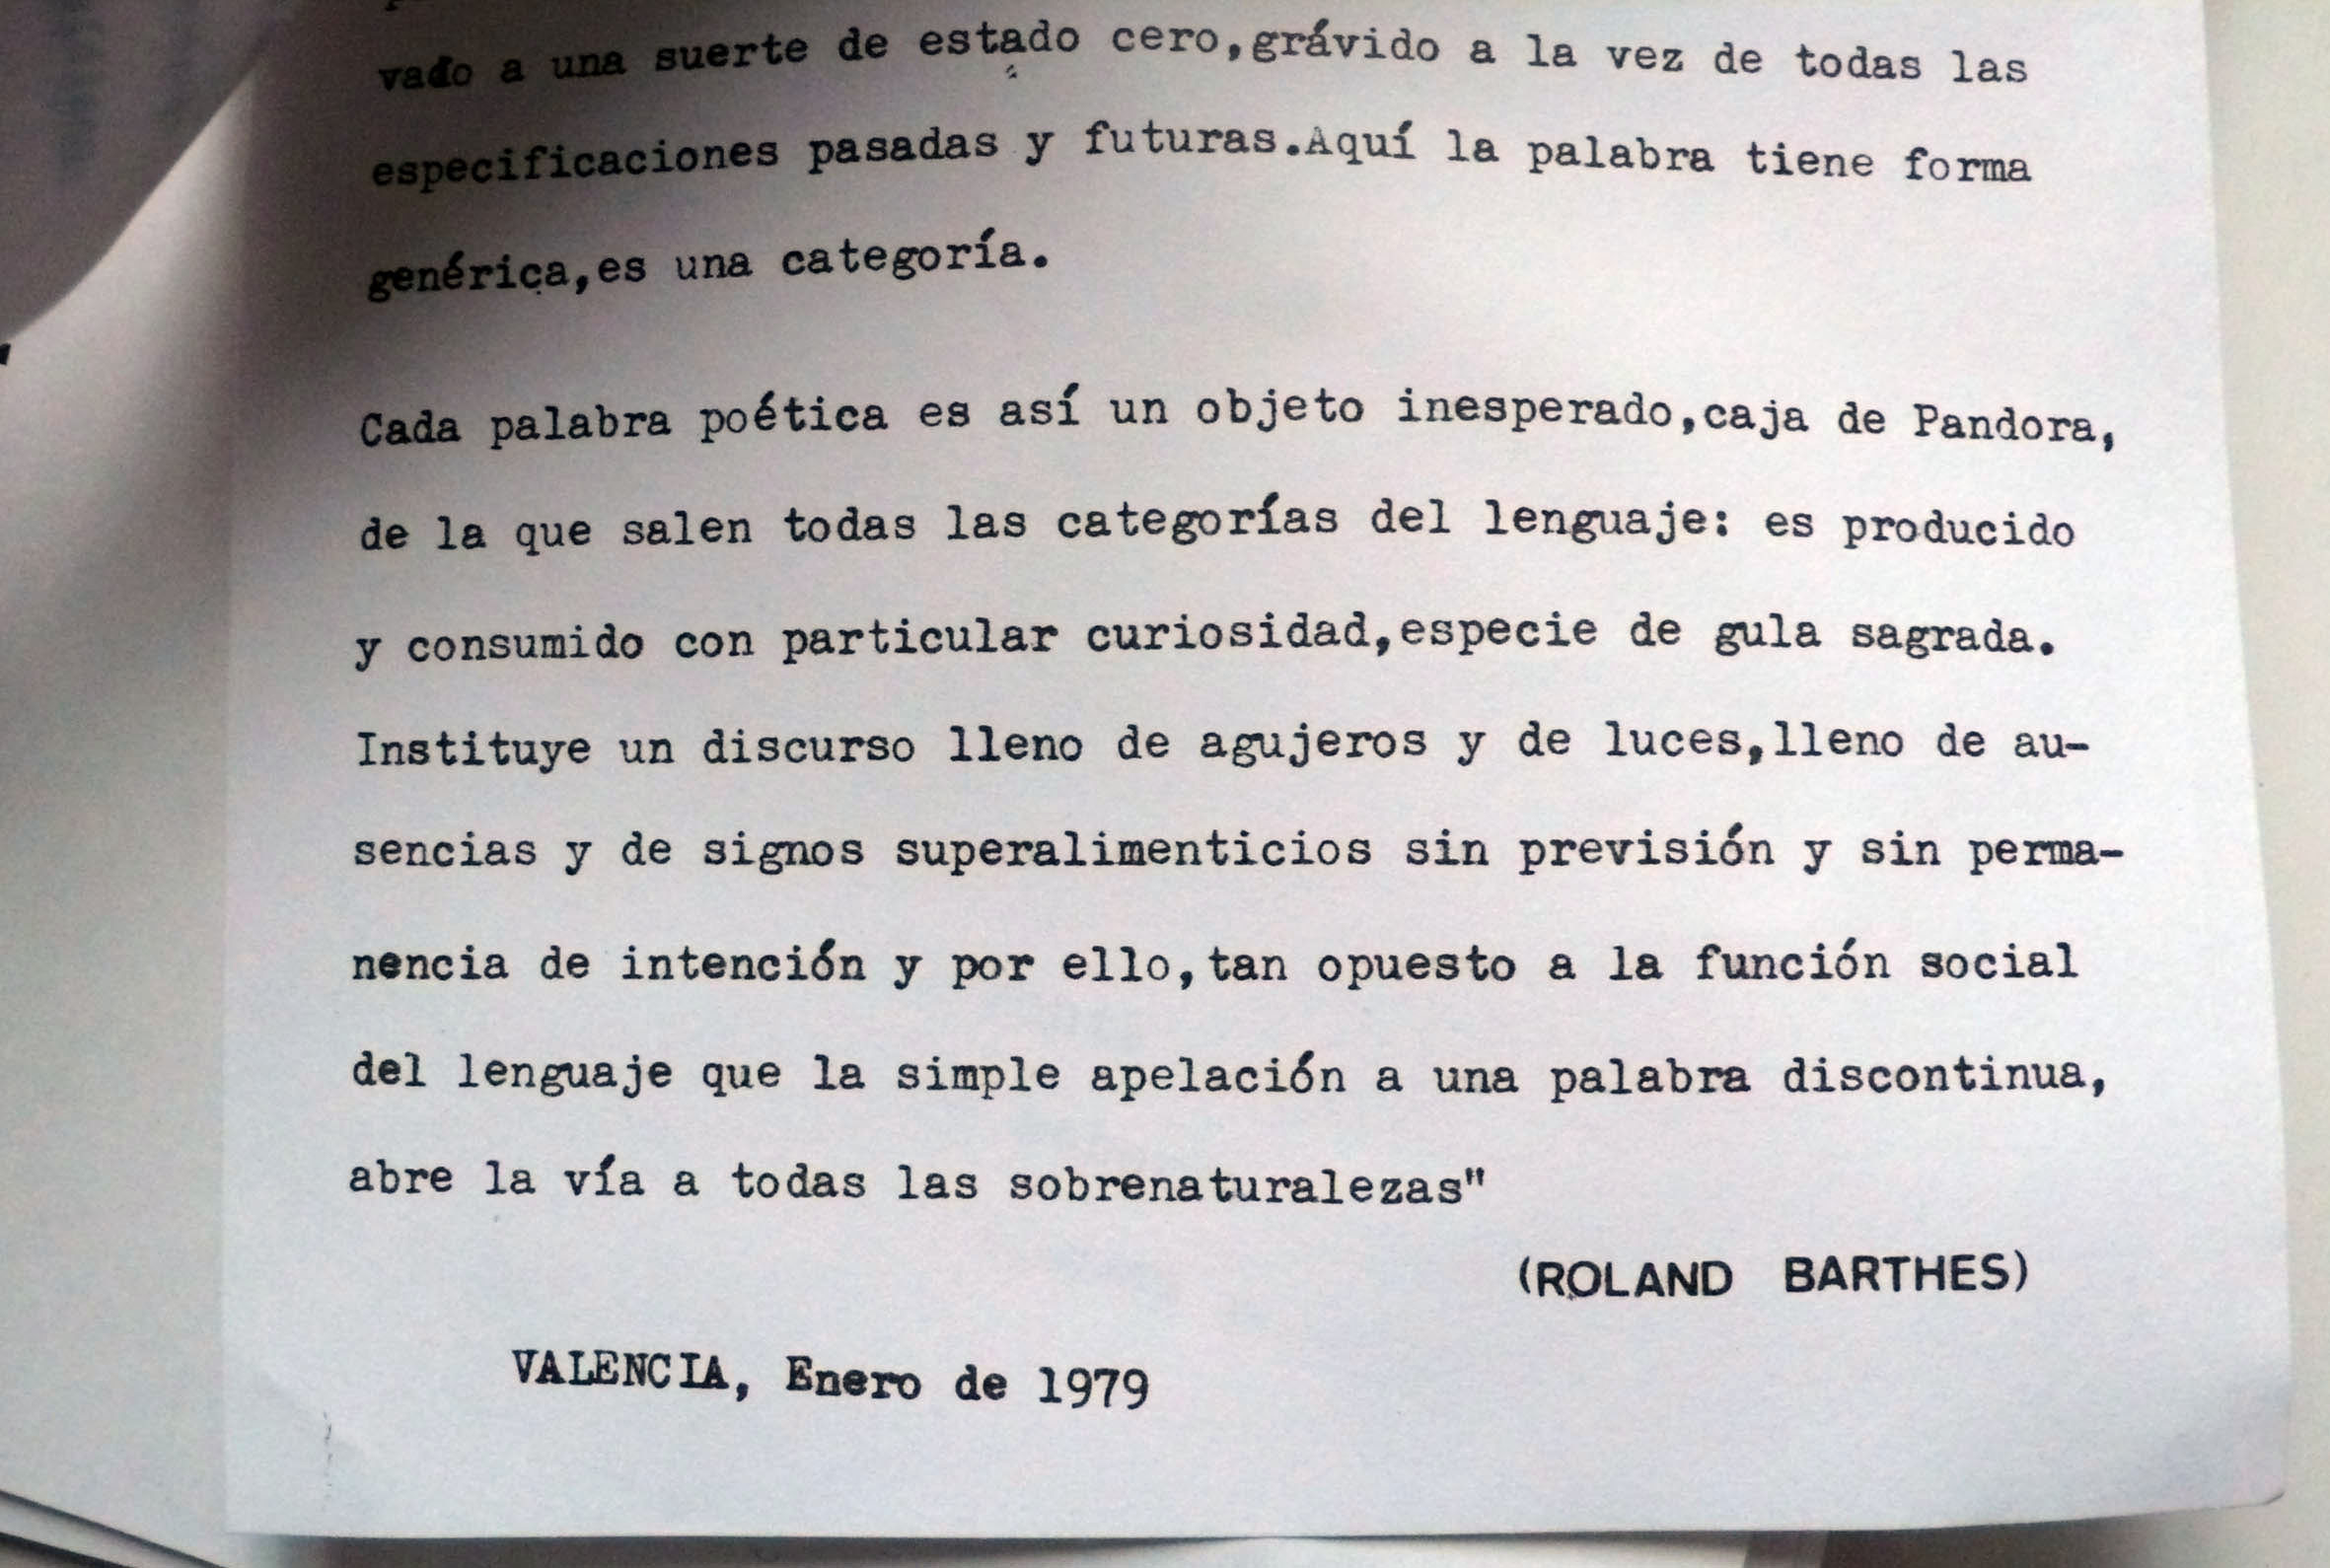 vado a una suerte de estado cero,grávido a la vez de todas las
especificaciones pasadas y futuras.Aquí la palabra tiene forma
genérica,es una categoría.
Cada palabra poética es así un objeto inesperado,caja de Pandora,
de la que salen todas las categorías del lenguaje: es producido
y consumido con particular curiosidad,especie de gula sagrada.
Instituye un discurso lleno de agujeros y de luces,lleno de au-
sencias y de signos superalimenticios sin previsión y sin perma-
nencia de intención y por ello,tan opuesto a la función social
del lenguaje que la simple apelación a una palabra discontinua,
abre la vía a todas las sobrenaturalezas"
(ROLAND BARTHES)
VALENCIA, Enero de 1979